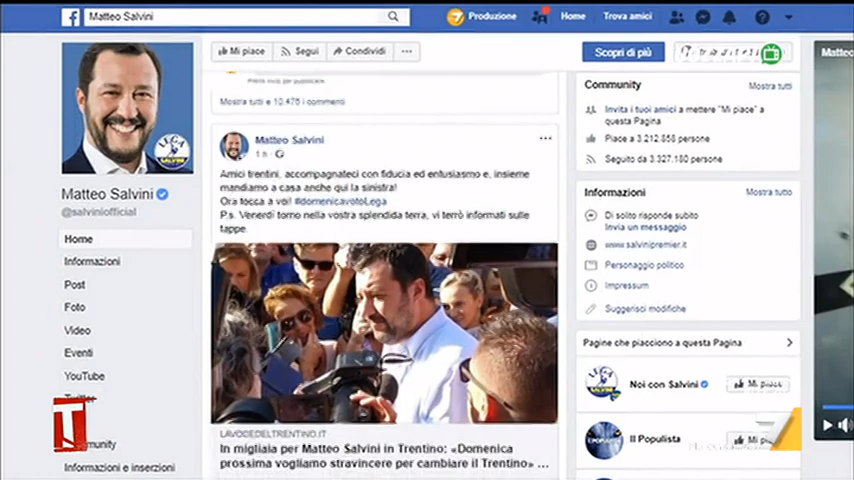 Matteo Salvini
Produzione
Home
Trova amici
Mi piace
Segui
Condividi
Scopri di più
LEGA
SALVINI
Matteo Salvini
@salviniofficial
Home
Informazioni
Post
Foto
Video
Eventi
YouTube
Twitter
Informazioni e inserzioni
Mostra tutti e 10.476 i commenti
Matteo Salvini
1 h
Amici trentini, accompagnateci con fiducia ed entusiasmo e, insieme
mandiamo a casa anche qui la sinistra!
Ora tocca a voi! #domenicavotoLega
P.s. Venerdì torno nella vostra splendida terra, vi terrò informati sulle
tappe.
LAVOCEDELTRENTINO.IT
In migliaia per Matteo Salvini in Trentino: «Domenica
prossima vogliamo stravincere per cambiare il Trentino» ...
Community
Mostra tutti
Invita i tuoi amici a mettere "Mi piace" a
questa Pagina
Piace a 3.212.858 persone
Seguito da 3.327.180 persone
Informazioni
Mostra tutto
Di solito risponde subito
Invia un messaggio
www.salvinipremier.it
Personaggio politico
Impressum
Suggerisci modifiche
Pagine che piacciono a questa Pagina
Noi con Salvini
Mi piace
Il Populista
Mi piace
Matteo
T
7